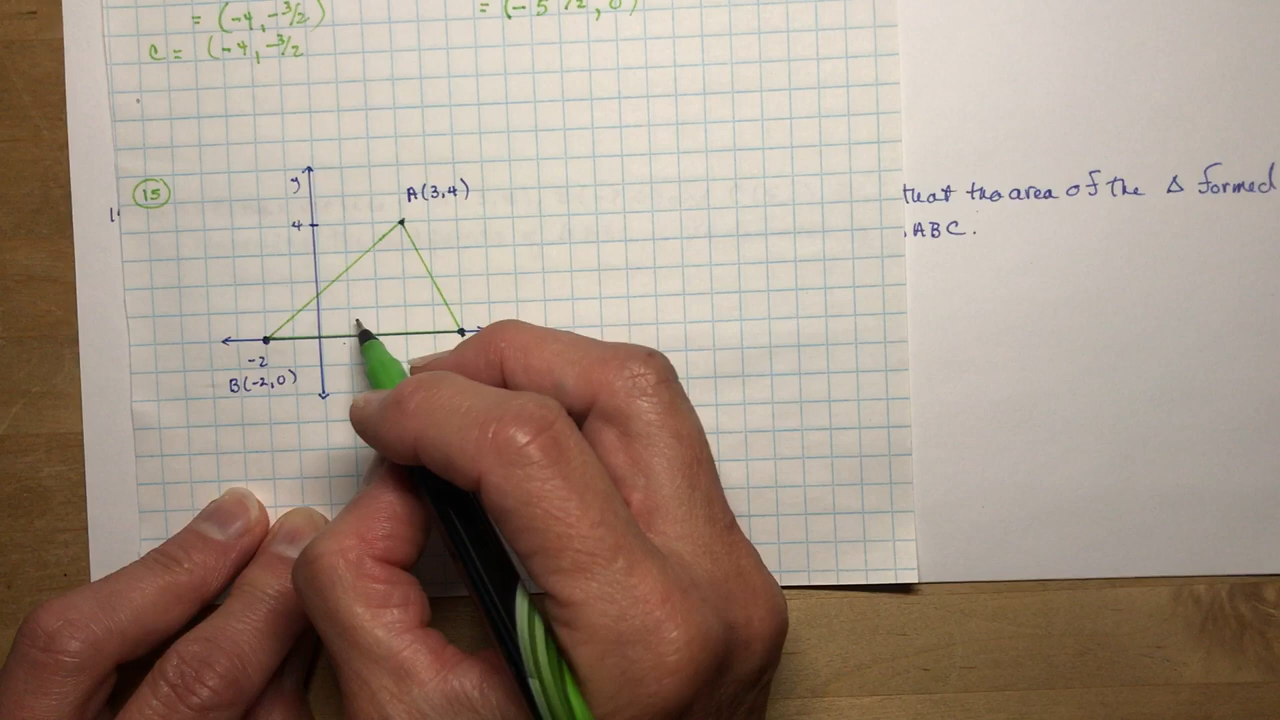 = (-4, -3/2)
= (-5/2, 0)
C = (-4, -3/2
15
y
A(3,4)
4
-2
B(-2,0)
that the area of the Δ formed
ABC.